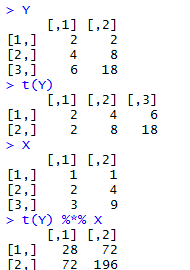 > Y
[,1] [,2]
[1,] 2 2
[2,] 4 8
[3,] 6 18
> t(Y)
[,1] [,2] [,3]
[1,] 2 4 6
[2,] 2 8 18
> X
[,1] [,2]
[1,] 1 1
[2,] 2 4
[3,] 3 9
> t(Y) %*% X
[,1] [,2]
[1,] 28 72
[2,] 72 196